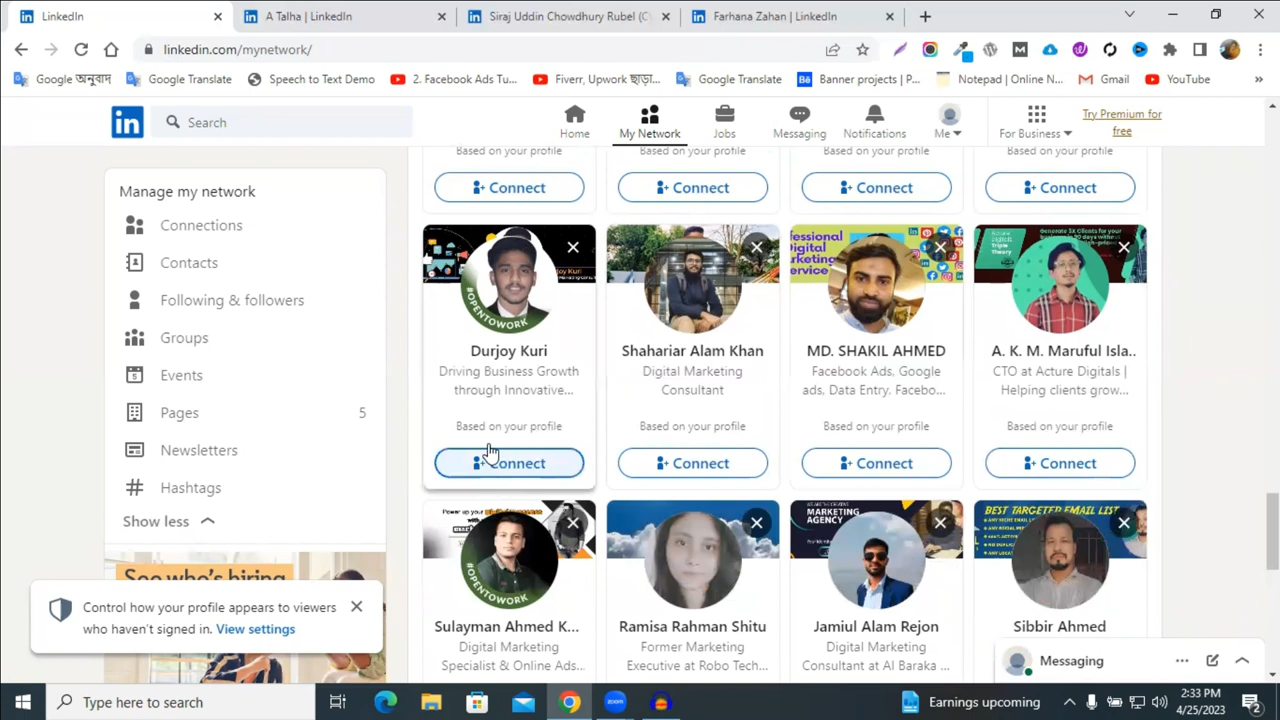 LinkedIn
A Talha | LinkedIn
Siraj Uddin Chowdhury Rubel (C
Farhana Zahan | LinkedIn
linkedin.com/mynetwork/
Google অনুবাদ
Google Translate
Speech to Text Demo
2. Facebook Ads Tu...
Fiverr, Upwork ছাড়া...
Google Translate
Banner projects | P...
Notepad | Online N...
Gmail
YouTube
Search
Home
My Network
Jobs
Messaging
Notifications
Me
For Business
Try Premium for
free
Manage my network
Connections
Contacts
Following & followers
Groups
Events
Pages 5
Newsletters
Hashtags
Show less
See who's hiring
Control how your profile appears to viewers
who haven't signed in. View settings
Based on your profile
Based on your profile
Based on your profile
Based on your profile
Connect
Connect
Connect
Connect
#OPENTOWORK
Durjoy Kuri
Driving Business Growth
through Innovative...
Based on your profile
Connect
Shahariar Alam Khan
Digital Marketing
Consultant
Based on your profile
Connect
MD. SHAKIL AHMED
Facebook Ads, Google
ads, Data Entry, Facebo...
Based on your profile
Connect
A. K. M. Maruful Isla..
CTO at Acture Digitals |
Helping clients grow...
Based on your profile
Connect
#OPENTOWORK
Sulayman Ahmed K...
Digital Marketing
Specialist & Online Ads...
Ramisa Rahman Shitu
Former Marketing
Executive at Robo Tech...
MARKETING
AGENCY
Jamiul Alam Rejon
Digital Marketing
Consultant at Al Baraka ...
BEST TARGETED EMAIL LIST
Sibbir Ahmed
Messaging
Type here to search
Earnings upcoming
2:33 PM
4/25/2023
2